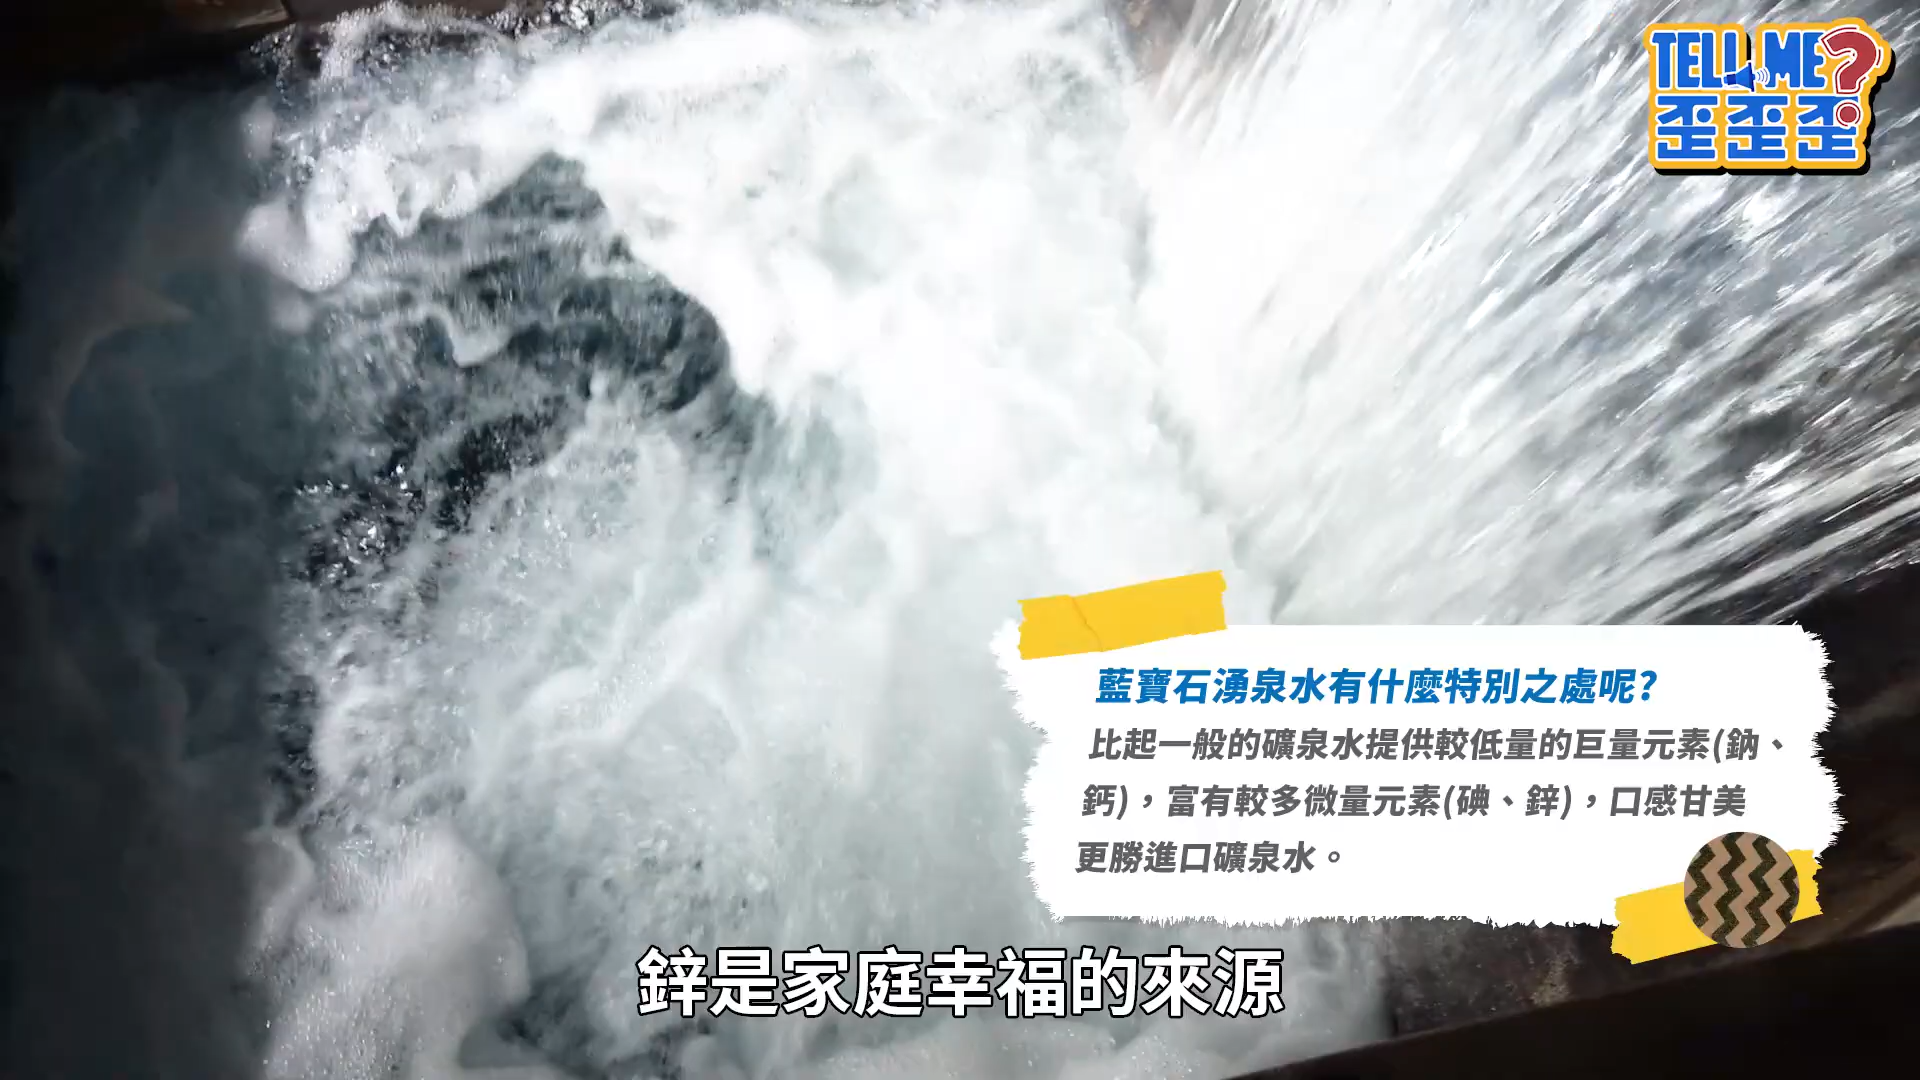 TELL ME?
歪歪歪
藍寶石湧泉水有什麼特別之處呢?
比起一般的礦泉水提供較低量的巨量元素(鈉、
鈣)，富有較多微量元素(碘、鋅)，口感甘美
更勝進口礦泉水。
鋅是家庭幸福的來源